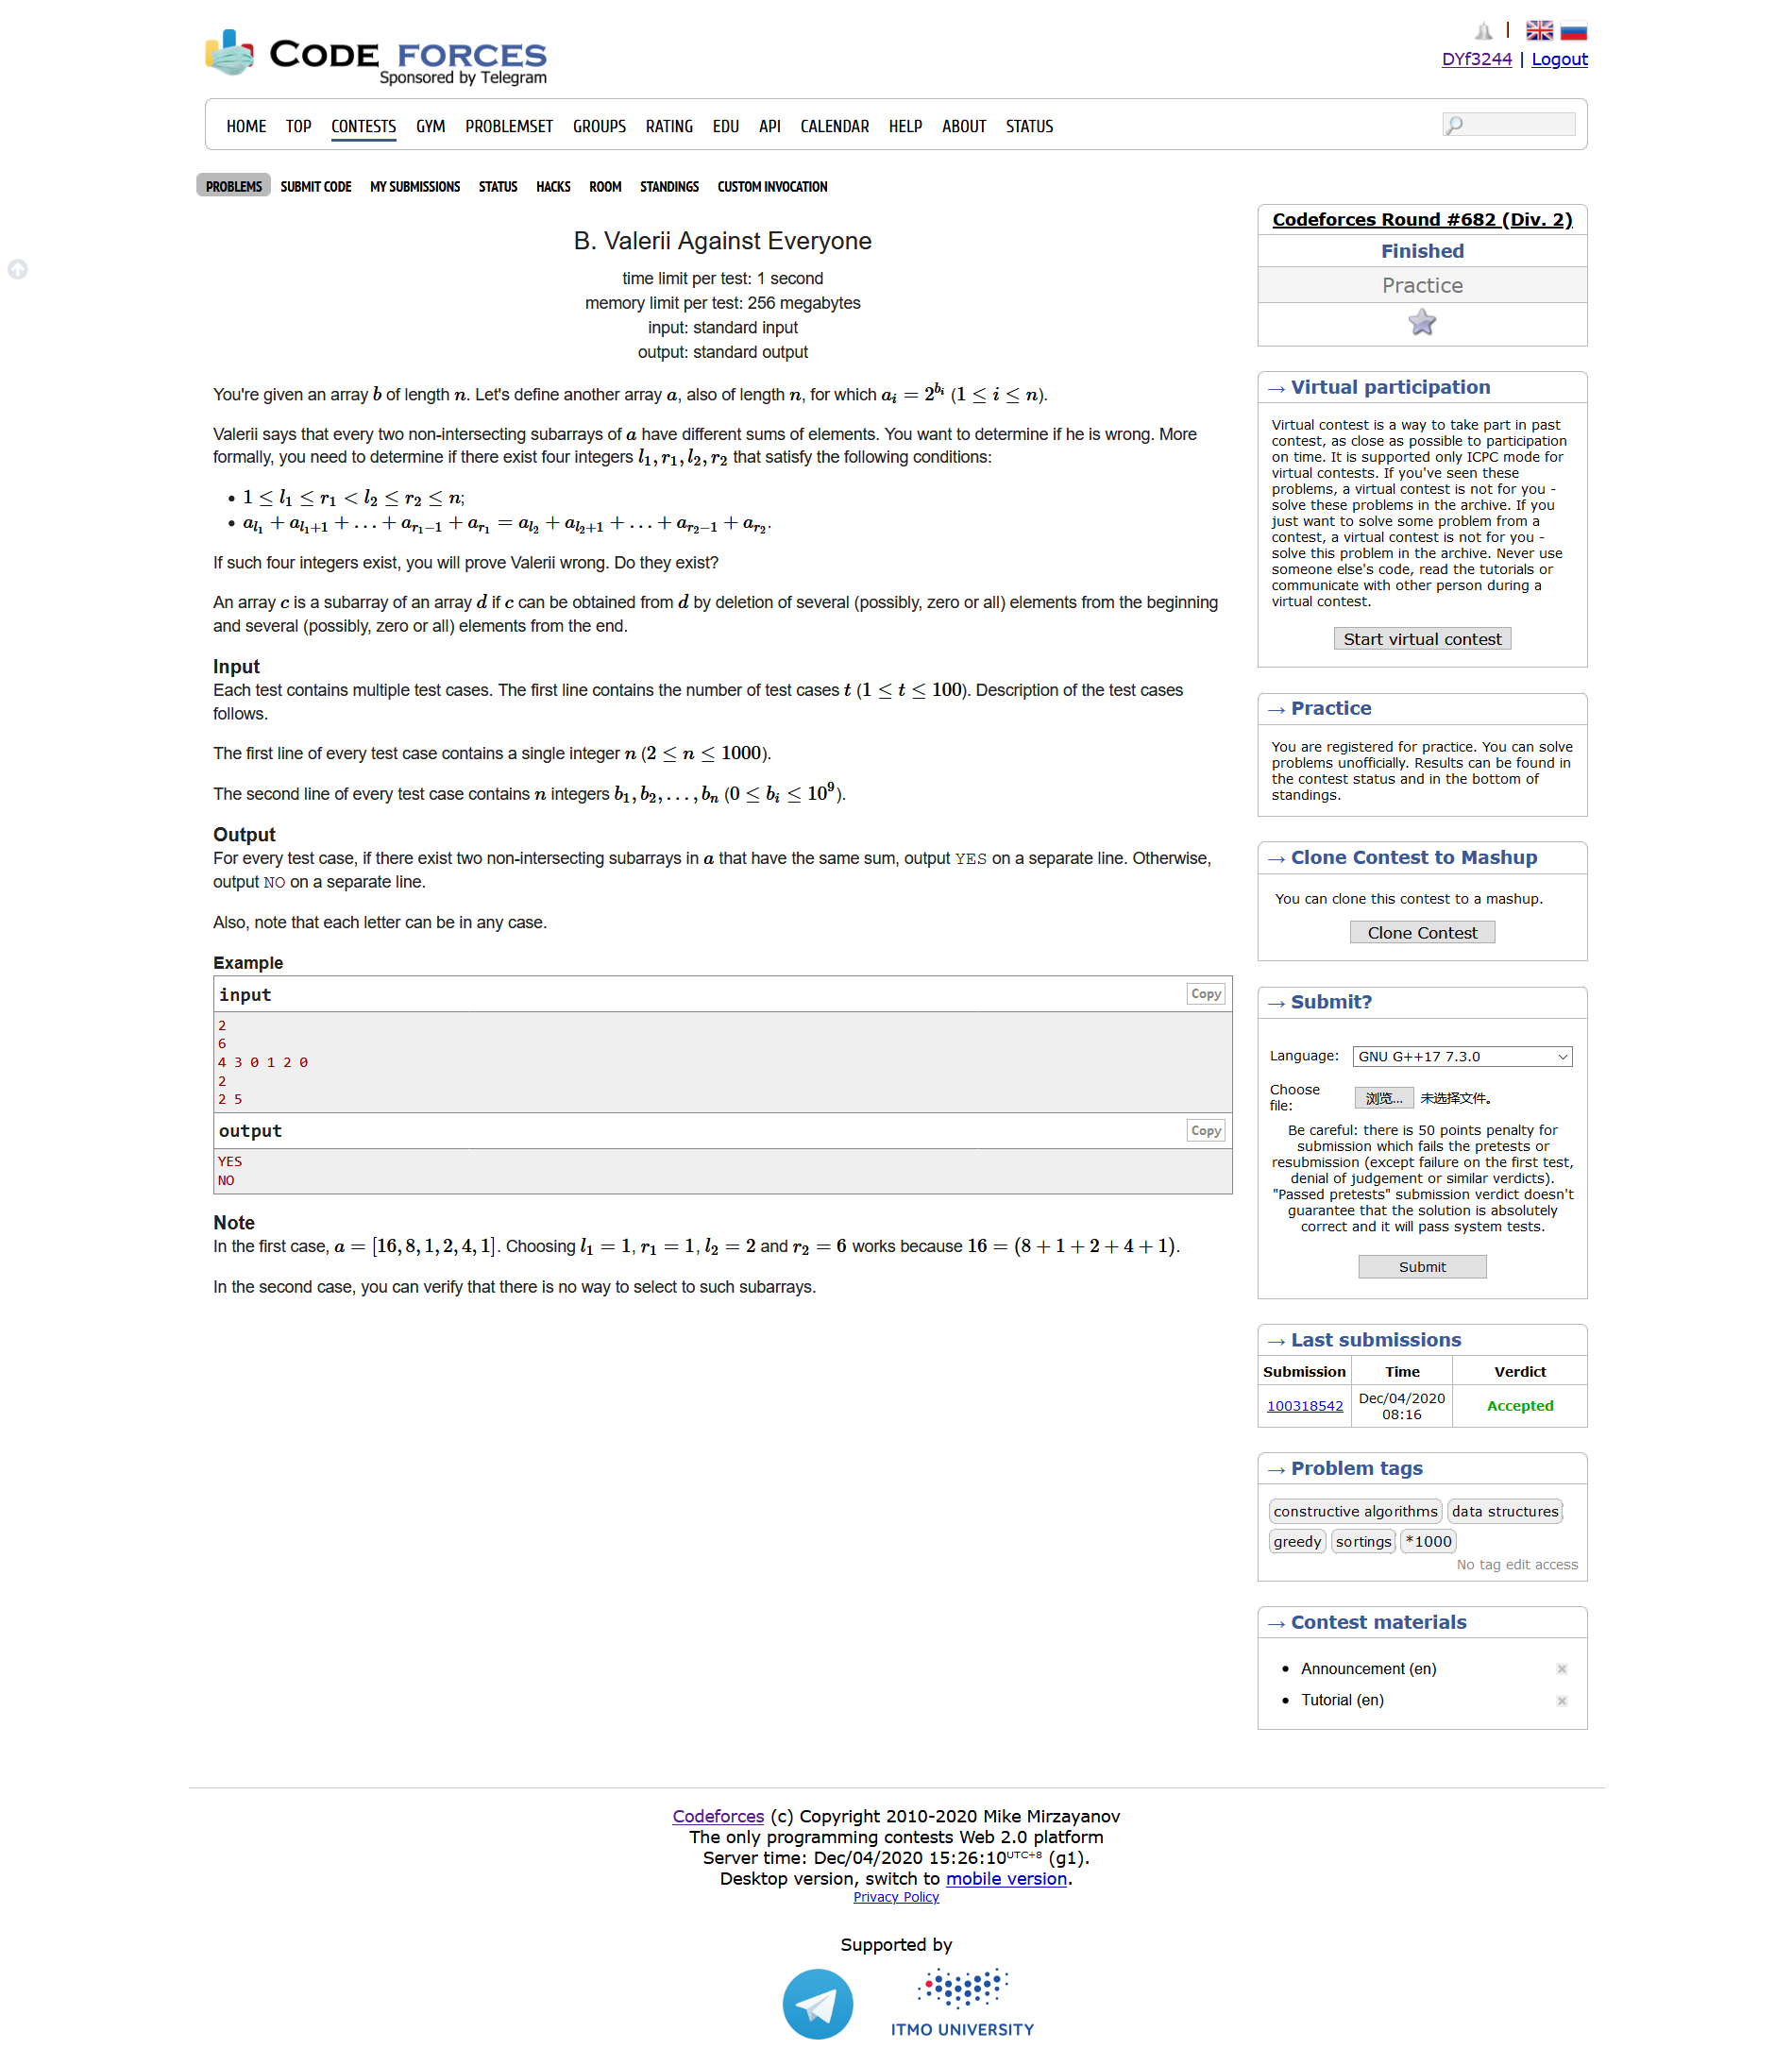 CODE FORCES
Sponsored by Telegram
|
DYf3244 | Logout
HOME TOP CONTESTS GYM PROBLEMSET GROUPS RATING EDU API CALENDAR HELP ABOUT STATUS
PROBLEMS SUBMIT CODE MY SUBMISSIONS STATUS HACKS ROOM STANDINGS CUSTOM INVOCATION
B. Valerii Against Everyone
time limit per test: 1 second
memory limit per test: 256 megabytes
input: standard input
output: standard output
You're given an array b of length n. Let's define another array a, also of length n, for which a_i = 2^{b_i} (1 ≤ i ≤ n).
Valerii says that every two non-intersecting subarrays of a have different sums of elements. You want to determine if he is wrong. More
formally, you need to determine if there exist four integers l_1, r_1, l_2, r_2 that satisfy the following conditions:
• 1 ≤ l_1 ≤ r_1 < l_2 ≤ r_2 ≤ n;
• a_{l_1} + a_{l_1+1} + … + a_{r_1−1} + a_{r_1} = a_{l_2} + a_{l_2+1} + … + a_{r_2−1} + a_{r_2}.
If such four integers exist, you will prove Valerii wrong. Do they exist?
An array c is a subarray of an array d if c can be obtained from d by deletion of several (possibly, zero or all) elements from the beginning
and several (possibly, zero or all) elements from the end.
Input
Each test contains multiple test cases. The first line contains the number of test cases t (1 ≤ t ≤ 100). Description of the test cases
follows.
The first line of every test case contains a single integer n (2 ≤ n ≤ 1000).
The second line of every test case contains n integers b_1, b_2, …, b_n (0 ≤ b_i ≤ 10^9).
Output
For every test case, if there exist two non-intersecting subarrays in a that have the same sum, output YES on a separate line. Otherwise,
output NO on a separate line.
Also, note that each letter can be in any case.
Example
input Copy
2
6
4 3 0 1 2 0
2
2 5
output Copy
YES
NO
Note
In the first case, a = [16, 8, 1, 2, 4, 1]. Choosing l_1 = 1, r_1 = 1, l_2 = 2 and r_2 = 6 works because 16 = (8 + 1 + 2 + 4 + 1).
In the second case, you can verify that there is no way to select to such subarrays.
Codeforces Round #682 (Div. 2)
Finished
Practice
→ Virtual participation
Virtual contest is a way to take part in past
contest, as close as possible to participation
on time. It is supported only ICPC mode for
virtual contests. If you've seen these
problems, a virtual contest is not for you -
solve these problems in the archive. If you
just want to solve some problem from a
contest, a virtual contest is not for you -
solve this problem in the archive. Never use
someone else's code, read the tutorials or
communicate with other person during a
virtual contest.
Start virtual contest
→ Practice
You are registered for practice. You can solve
problems unofficially. Results can be found in
the contest status and in the bottom of
standings.
→ Clone Contest to Mashup
You can clone this contest to a mashup.
Clone Contest
→ Submit?
Language: GNU G++17 7.3.0
Choose
file: 浏览... 未选择文件。
Be careful: there is 50 points penalty for
submission which fails the pretests or
resubmission (except failure on the first test,
denial of judgement or similar verdicts).
"Passed pretests" submission verdict doesn't
guarantee that the solution is absolutely
correct and it will pass system tests.
Submit
→ Last submissions
Submission Time Verdict
100318542 Dec/04/2020 08:16 Accepted
→ Problem tags
constructive algorithms data structures
greedy sortings *1000
No tag edit access
→ Contest materials
• Announcement (en)
• Tutorial (en)
Codeforces (c) Copyright 2010-2020 Mike Mirzayanov
The only programming contests Web 2.0 platform
Server time: Dec/04/2020 15:26:10UTC+8 (g1).
Desktop version, switch to mobile version.
Privacy Policy
Supported by
ITMO UNIVERSITY